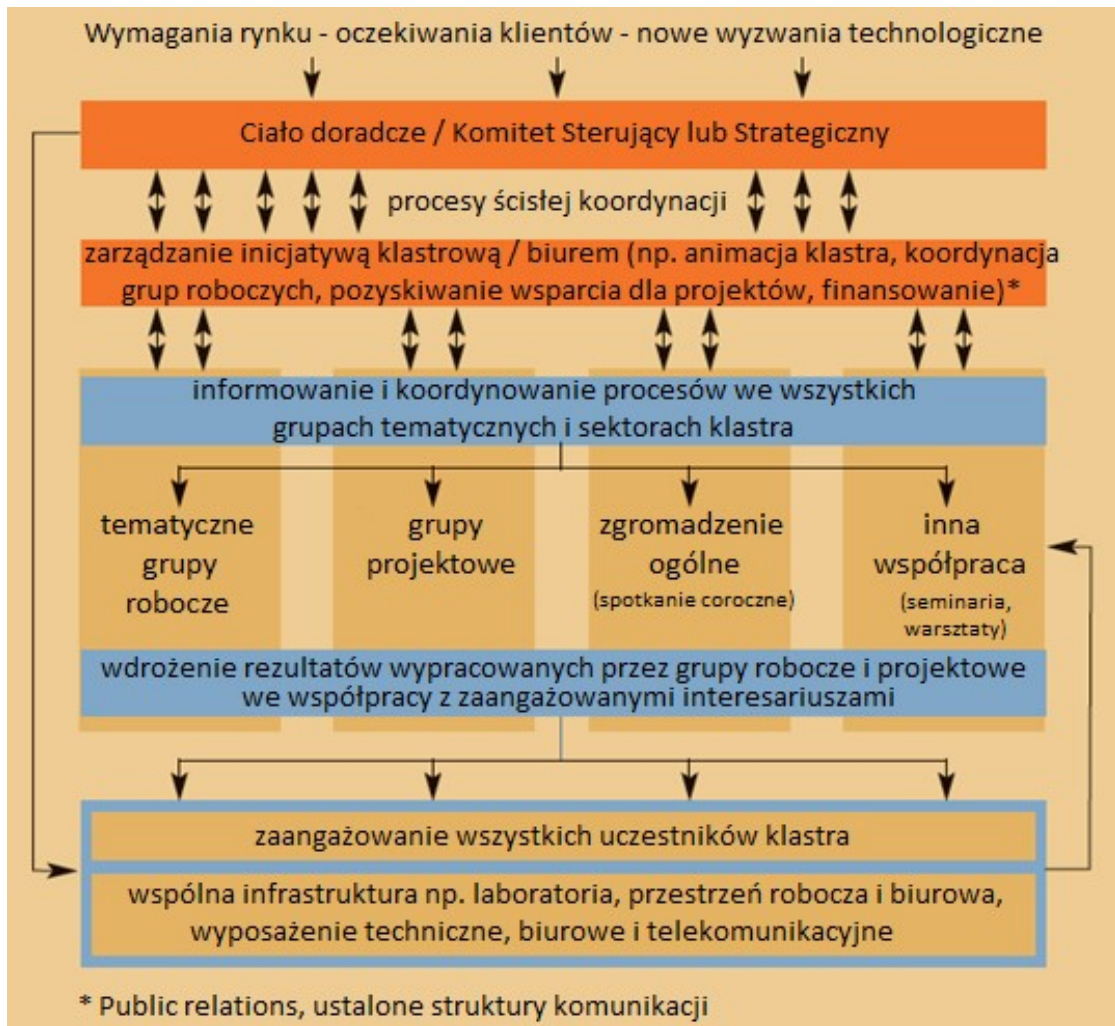 Wymagania rynku - oczekiwania klientów - nowe wyzwania technologiczne
Ciało doradcze / Komitet Sterujący lub Strategiczny
procesy ścisłej koordynacji
zarządzanie inicjatywą klastrową / biurem (np. animacja klastra, koordynacja
grup roboczych, pozyskiwanie wsparcia dla projektów, finansowanie)*
informowanie i koordynowanie procesów we wszystkich
grupach tematycznych i sektorach klastra
tematyczne
grupy
robocze
grupy
projektowe
zgromadzenie
ogólne
(spotkanie coroczne)
inna
współpraca
(seminaria,
warsztaty)
wdrożenie rezultatów wypracowanych przez grupy robocze i projektowe
we współpracy z zaangażowanymi interesariuszami
zaangażowanie wszystkich uczestników klastra
wspólna infrastruktura np. laboratoria, przestrzeń robocza i biurowa,
wyposażenie techniczne, biurowe i telekomunikacyjne
* Public relations, ustalone struktury komunikacji